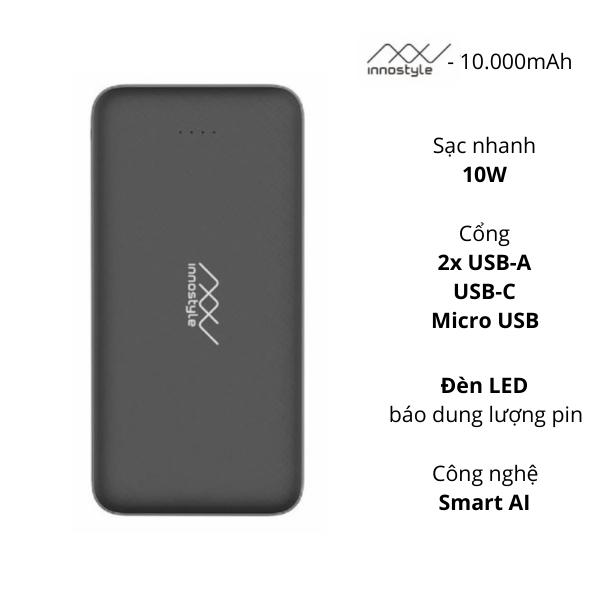 innostyle - 10.000mAh
Sạc nhanh
10W
Cổng
2x USB-A
USB-C
Micro USB
Đèn LED
báo dung lượng pin
Công nghệ
Smart AI
innostyle